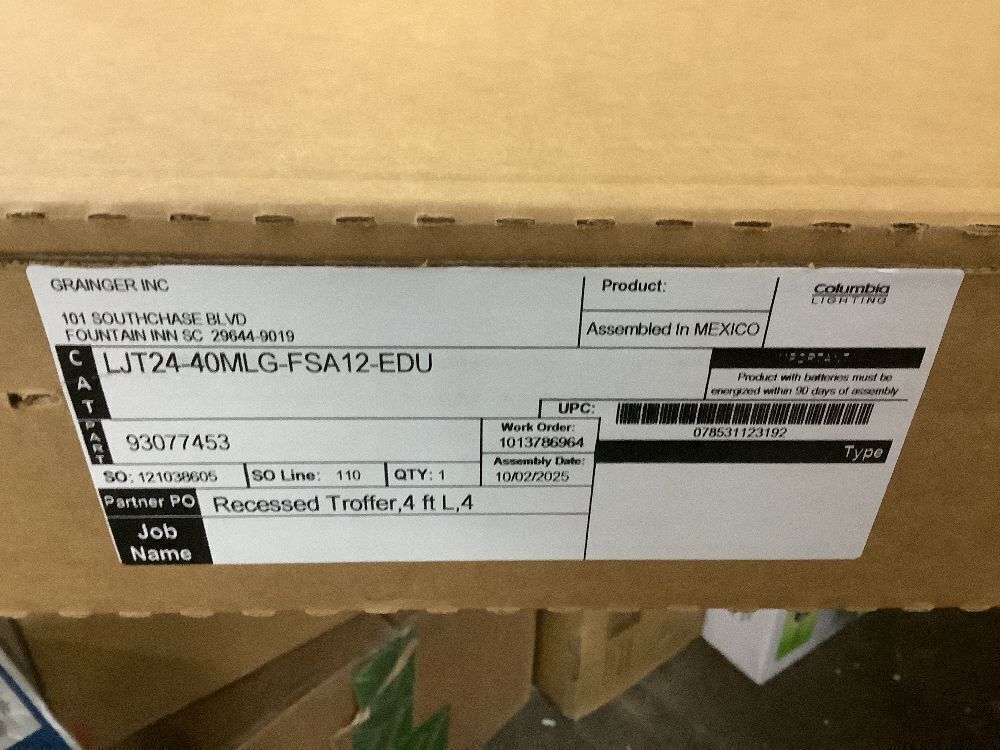 GRAINGER INC
101 SOUTHCHASE BLVD
FOUNTAIN INN SC 29644-9019
Product:
Assembled In MEXICO
Columbia
LIGHTING
CAT
LJT24-40MLG-FSA12-EDU
IMPORTANT
Product with batteries must be
energized within 90 days of assembly
UPC:
078531123192
PART
93077453
Work Order:
1013786964
Type
SO: 121038605
SO Line: 110
QTY: 1
Assembly Date:
10/02/2025
Partner PO
Recessed Troffer,4 ft L,4
Job
Name